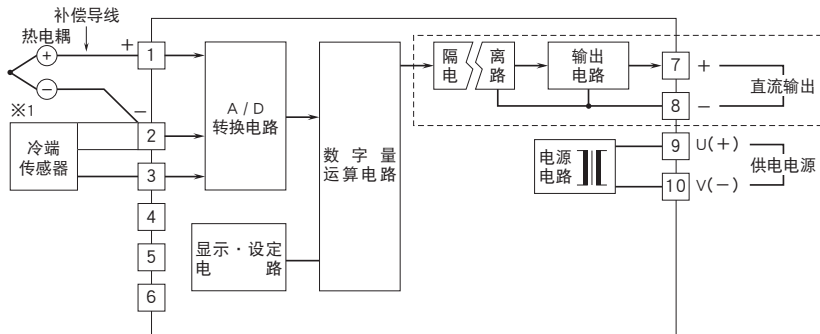 补偿导线
热电耦
+
+
−
−
※1
冷端
传感器
1
2
3
4
5
6
A / D
转换电路
显示・设定
电 路
数 字 量
运算电路
隔 离
电 路
输出
电路
电源
电路
7 +
8 −
直流输出
9 U(+)
10 V(−)
供电电源